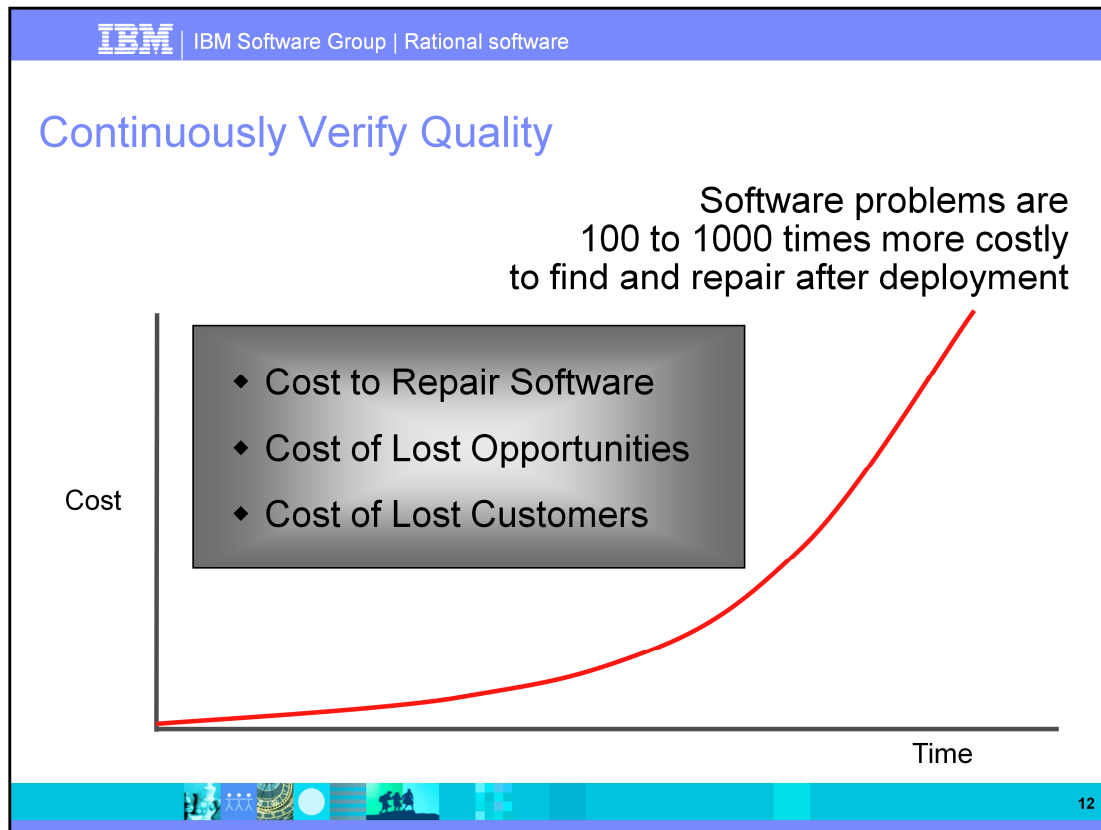 IBM | IBM Software Group | Rational software
Continuously Verify Quality
Software problems are
100 to 1000 times more costly
to find and repair after deployment
◆ Cost to Repair Software
◆ Cost of Lost Opportunities
◆ Cost of Lost Customers
Cost
Time
12